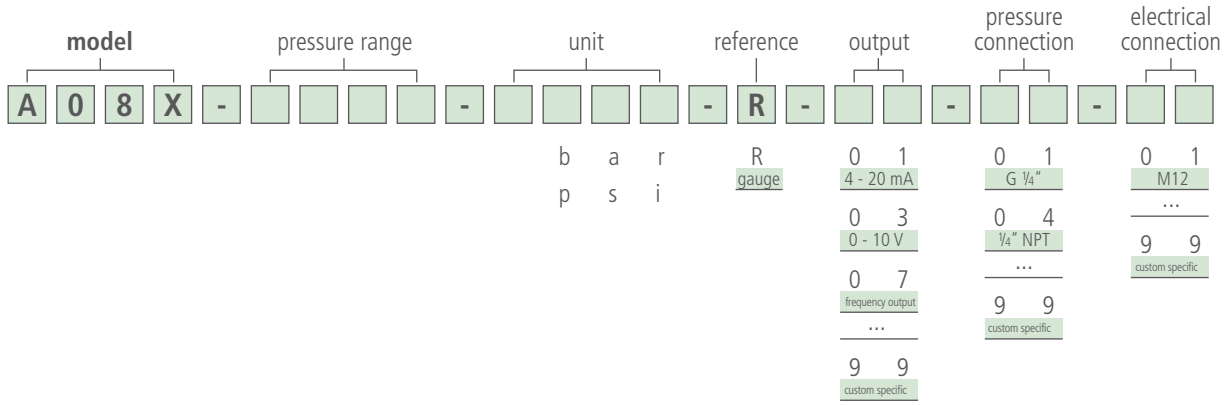 model pressure range unit reference output pressure connection electrical connection
A 0 8 X - - - R - - -
b a r R 0 1 0 1 0 1
gauge 4 - 20 mA G ¼" M12
p s i ...
0 3 0 4
0 - 10 V ¼" NPT 9 9
... custom specific
0 7
frequency output 9 9
... custom specific
9 9
custom specific